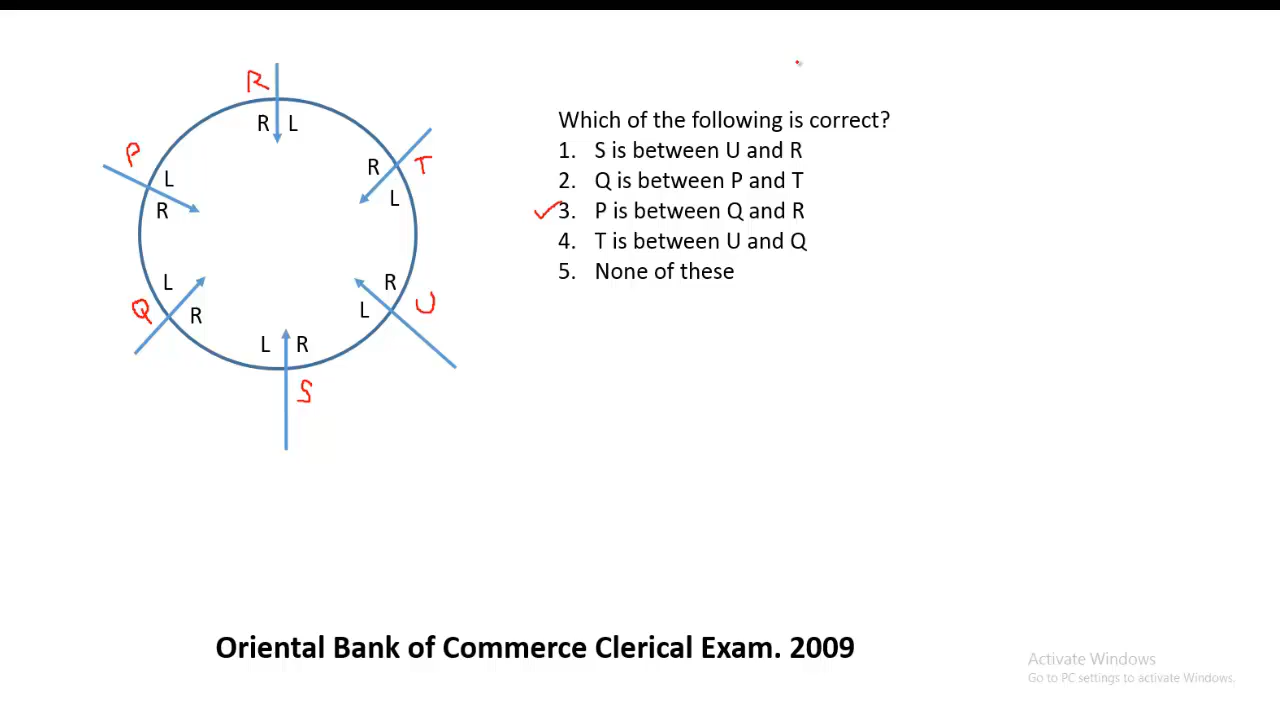 R
R L
P
T
R
L
L
R
Q
L
R
U
R
L
L R
S
Which of the following is correct?
1. S is between U and R
2. Q is between P and T
3. P is between Q and R
4. T is between U and Q
5. None of these
Oriental Bank of Commerce Clerical Exam. 2009
Activate Windows
Go to PC settings to activate Windows.